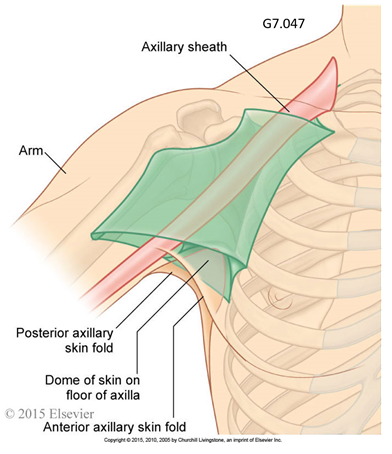 G7.047
Axillary sheath
Arm
Posterior axillary
skin fold
Dome of skin on
floor of axilla
Anterior axillary skin fold
© 2015 Elsevier
Copyright © 2015, 2010, 2005 by Churchill Livingstone, an imprint of Elsevier Inc.